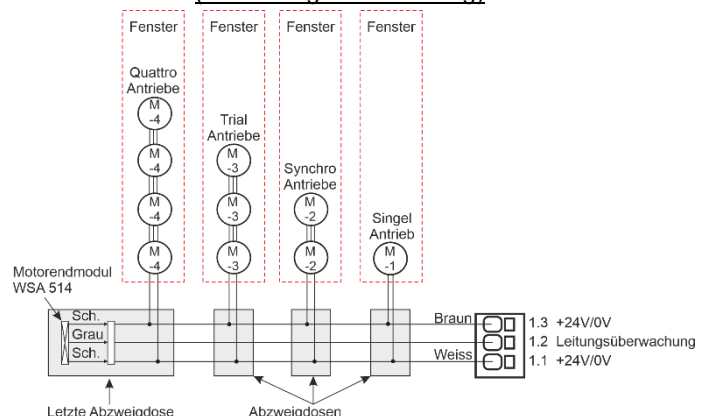 Fenster
Fenster
Fenster
Fenster
Quattro
Antriebe
M
-4
M
-4
M
-4
M
-4
Trial
Antriebe
M
-3
M
-3
M
-3
Synchro
Antriebe
M
-2
M
-2
Singel
Antrieb
M
-1
Motorendmodul
WSA 514
Sch.
Grau
Sch.
Braun
Weiss
1.3 +24V/0V
1.2 Leitungsüberwachung
1.1 +24V/0V
Letzte Abzweigdose
Abzweigdosen